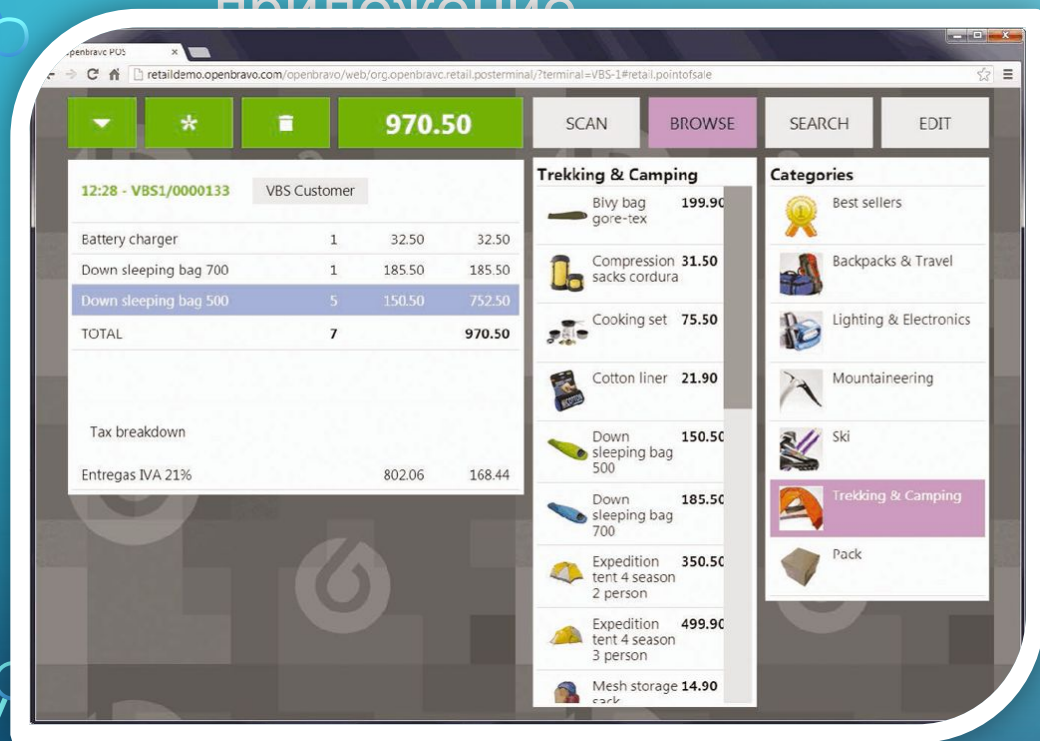 приложение
openbravo POS
retaildemo.openbravo.com/openbravo/web/org.openbravo.retail.posterminal/?terminal=VBS-1#retail.pointofsale
970.50 SCAN BROWSE SEARCH EDIT
12:28 - VBS1/0000133 VBS Customer
Battery charger 1 32.50 32.50
Down sleeping bag 700 1 185.50 185.50
Down sleeping bag 500 5 150.50 752.50
TOTAL 7 970.50
Tax breakdown
Entregas IVA 21% 802.06 168.44
Trekking & Camping
Bivy bag 199.90
gore-tex
Compression 31.50
sacks cordura
Cooking set 75.50
Cotton liner 21.90
Down 150.50
sleeping bag
500
Down 185.50
sleeping bag
700
Expedition 350.50
tent 4 season
2 person
Expedition 499.90
tent 4 season
3 person
Mesh storage 14.90
sack
Categories
Best sellers
Backpacks & Travel
Lighting & Electronics
Mountaineering
Ski
Trekking & Camping
Pack